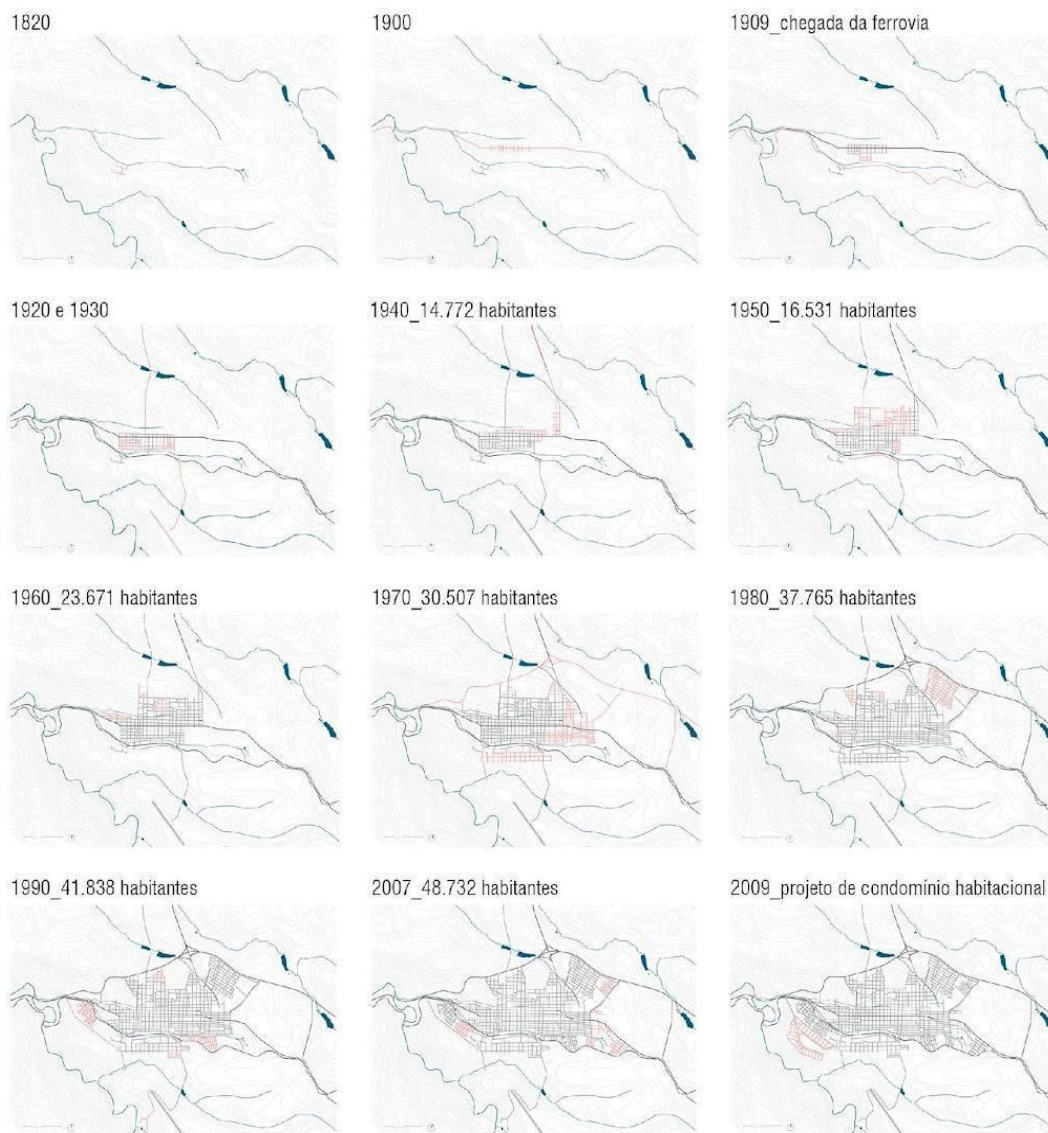 1820
1900
1909_chegada da ferrovia
1920 e 1930
1940_14.772 habitantes
1950_16.531 habitantes
1960_23.671 habitantes
1970_30.507 habitantes
1980_37.765 habitantes
1990_41.838 habitantes
2007_48.732 habitantes
2009_projeto de condomínio habitacional